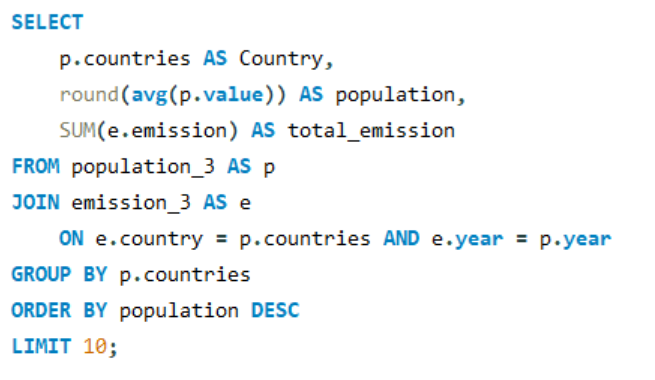 SELECT
    p.countries AS Country,
    round(avg(p.value)) AS population,
    SUM(e.emission) AS total_emission
FROM population_3 AS p
JOIN emission_3 AS e
    ON e.country = p.countries AND e.year = p.year
GROUP BY p.countries
ORDER BY population DESC
LIMIT 10;